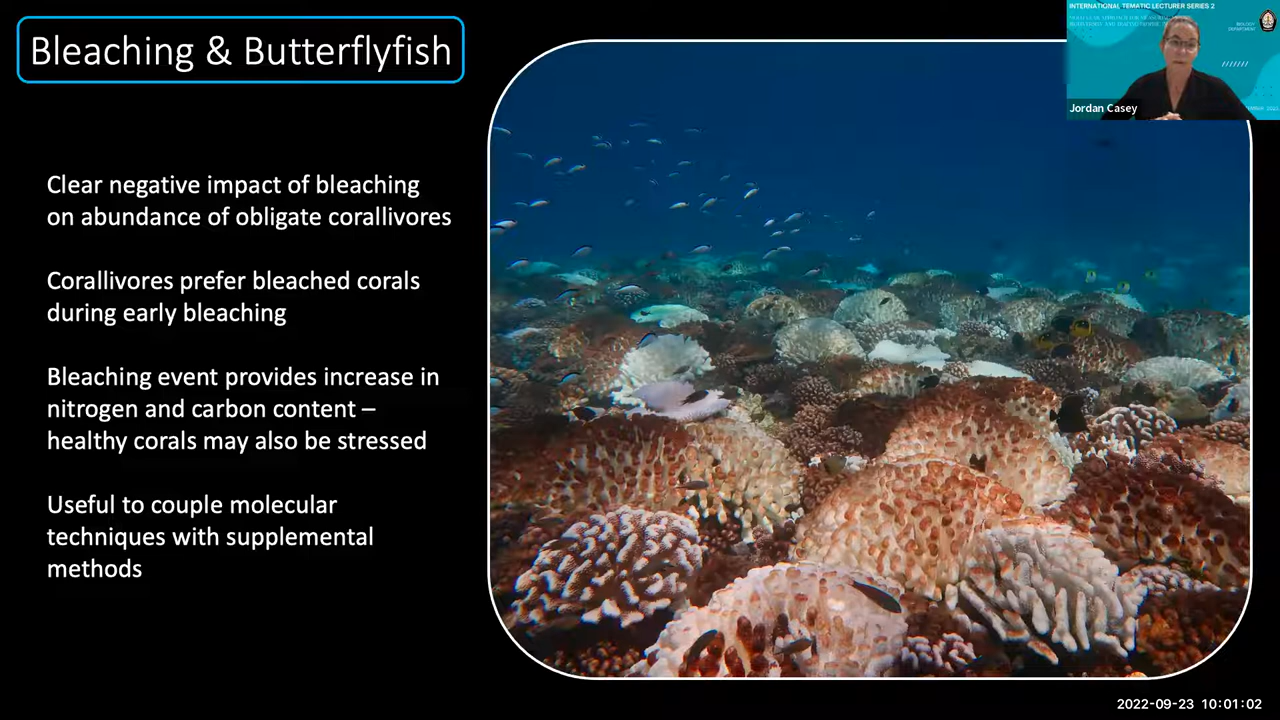 Bleaching & Butterflyfish
INTERNATIONAL TEMATIC LECTURER SERIES 2
BIOLOGY
DEPARTMENT
Jordan Casey
Clear negative impact of bleaching
on abundance of obligate corallivores
Corallivores prefer bleached corals
during early bleaching
Bleaching event provides increase in
nitrogen and carbon content –
healthy corals may also be stressed
Useful to couple molecular
techniques with supplemental
methods
2022-09-23 10:01:02